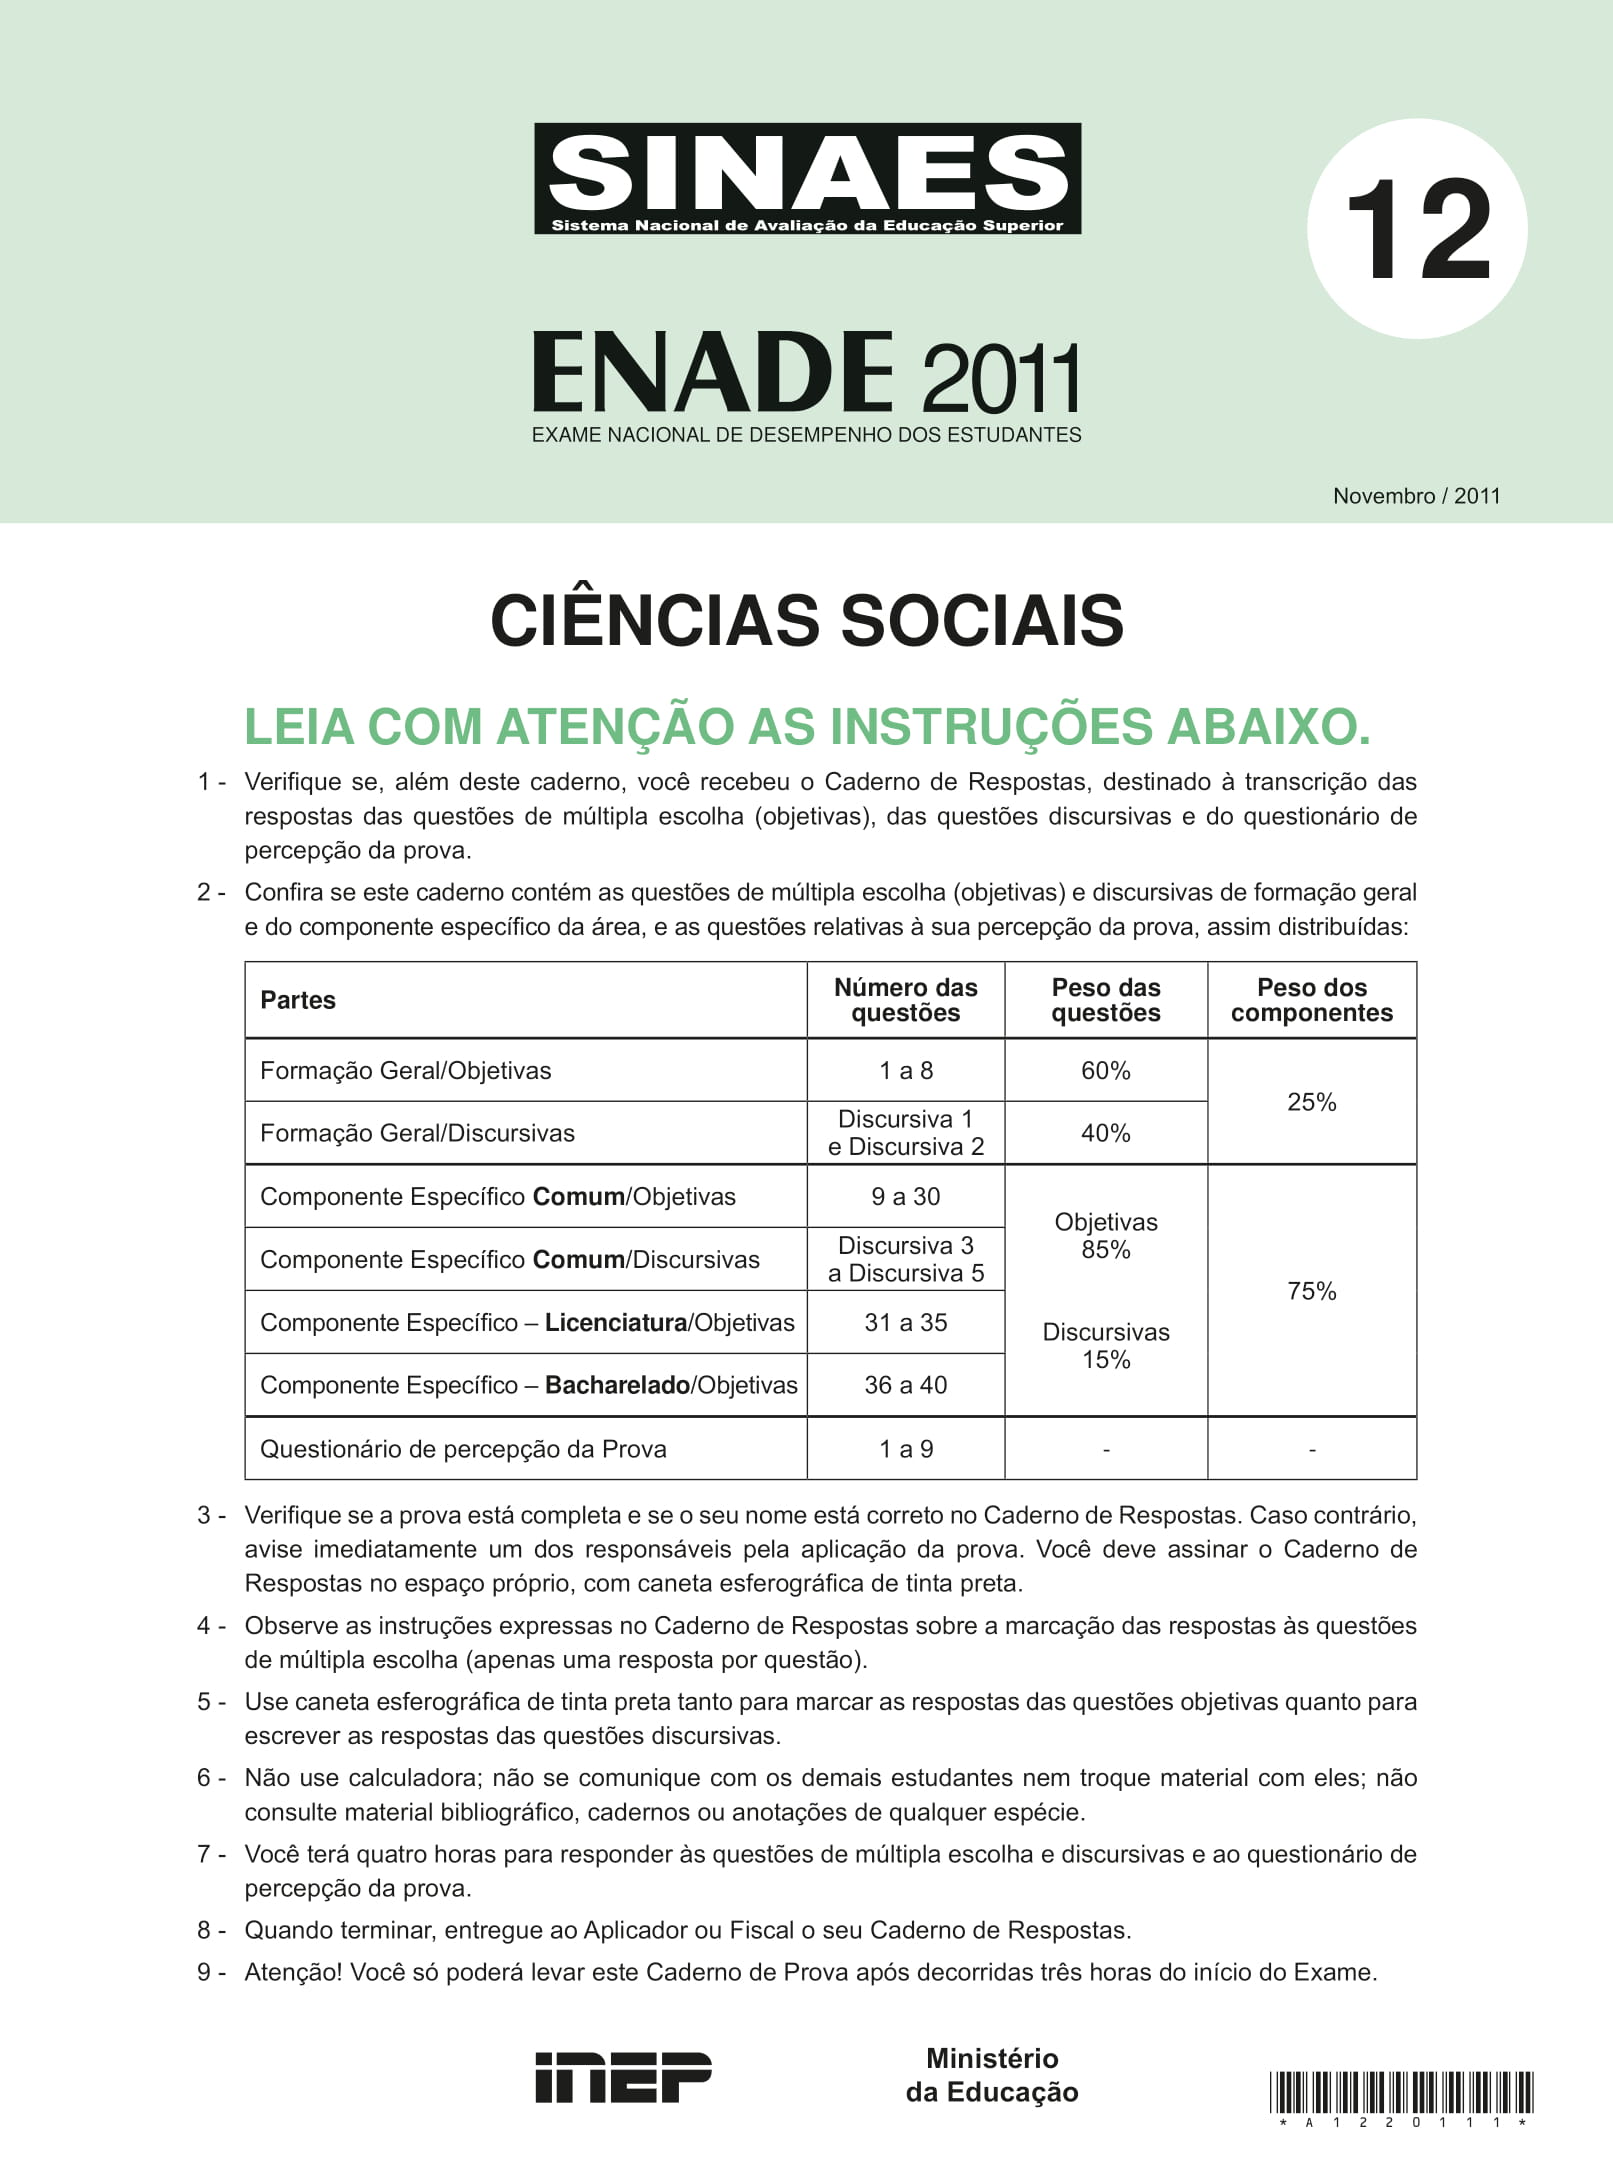 SINAES
Sistema Nacional de Avaliação da Educação Superior
12
ENADE 2011
EXAME NACIONAL DE DESEMPENHO DOS ESTUDANTES
Novembro / 2011
CIÊNCIAS SOCIAIS
LEIA COM ATENÇÃO AS INSTRUÇÕES ABAIXO.
1 - Verifique se, além deste caderno, você recebeu o Caderno de Respostas, destinado à transcrição das
respostas das questões de múltipla escolha (objetivas), das questões discursivas e do questionário de
percepção da prova.
2 - Confira se este caderno contém as questões de múltipla escolha (objetivas) e discursivas de formação geral
e do componente específico da área, e as questões relativas à sua percepção da prova, assim distribuídas:
Partes
Número das
questões
Peso das
questões
Peso dos
componentes
Formação Geral/Objetivas
1 a 8
60%
25%
Formação Geral/Discursivas
Discursiva 1
e Discursiva 2
40%
Componente Específico Comum/Objetivas
9 a 30
Objetivas
85%
Discursivas
15%
75%
Componente Específico Comum/Discursivas
Discursiva 3
a Discursiva 5
Componente Específico – Licenciatura/Objetivas
31 a 35
Componente Específico – Bacharelado/Objetivas
36 a 40
Questionário de percepção da Prova
1 a 9
-
-
3 - Verifique se a prova está completa e se o seu nome está correto no Caderno de Respostas. Caso contrário,
avise imediatamente um dos responsáveis pela aplicação da prova. Você deve assinar o Caderno de
Respostas no espaço próprio, com caneta esferográfica de tinta preta.
4 - Observe as instruções expressas no Caderno de Respostas sobre a marcação das respostas às questões
de múltipla escolha (apenas uma resposta por questão).
5 - Use caneta esferográfica de tinta preta tanto para marcar as respostas das questões objetivas quanto para
escrever as respostas das questões discursivas.
6 - Não use calculadora; não se comunique com os demais estudantes nem troque material com eles; não
consulte material bibliográfico, cadernos ou anotações de qualquer espécie.
7 - Você terá quatro horas para responder às questões de múltipla escolha e discursivas e ao questionário de
percepção da prova.
8 - Quando terminar, entregue ao Aplicador ou Fiscal o seu Caderno de Respostas.
9 - Atenção! Você só poderá levar este Caderno de Prova após decorridas três horas do início do Exame.
INEP
Ministério
da Educação
* A 1 2 2 0 1 1 1 *